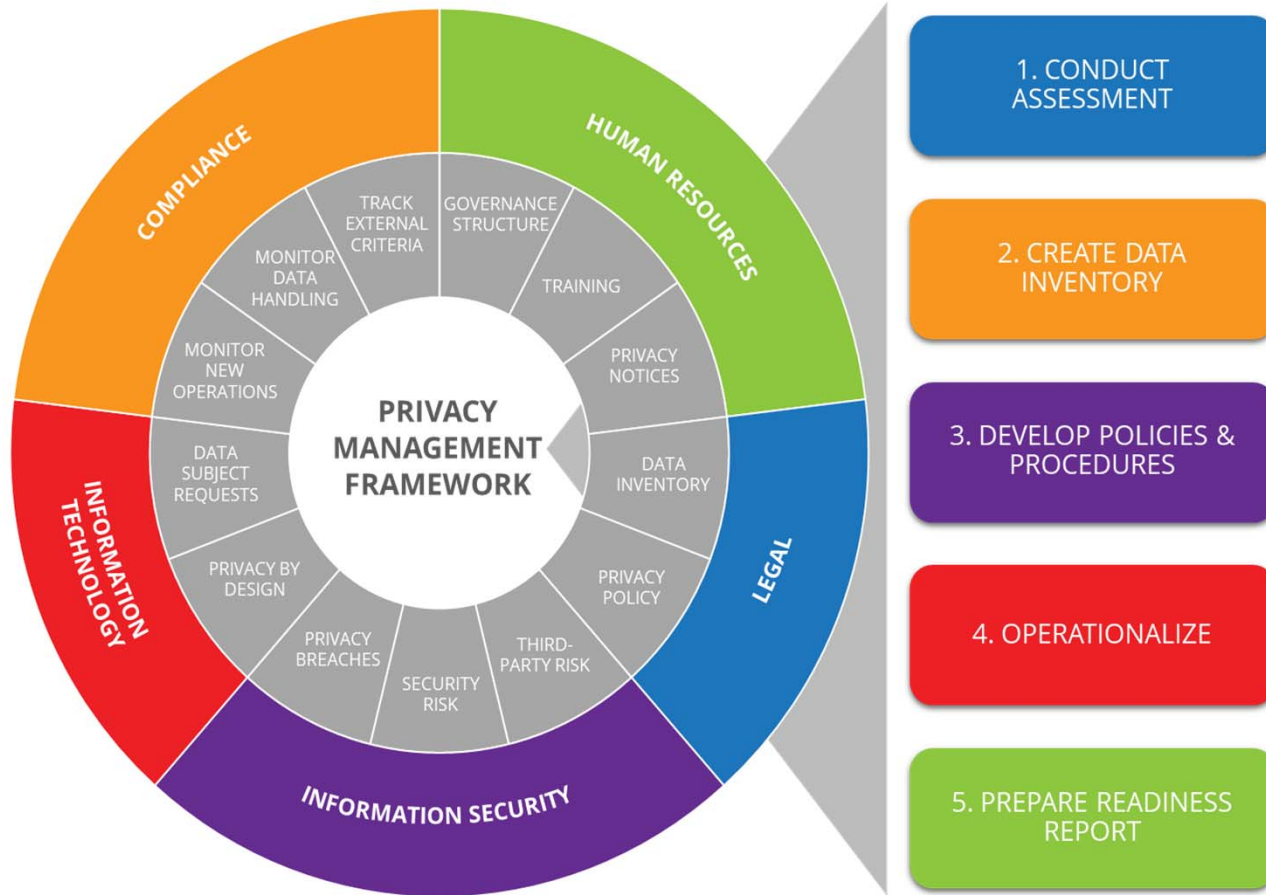 COMPLIANCE
HUMAN RESOURCES
LEGAL
INFORMATION SECURITY
INFORMATION
TECHNOLOGY
TRACK
EXTERNAL
CRITERIA
GOVERNANCE
STRUCTURE
TRAINING
PRIVACY
NOTICES
DATA
INVENTORY
PRIVACY
POLICY
THIRD-
PARTY RISK
SECURITY
RISK
PRIVACY
BREACHES
PRIVACY BY
DESIGN
DATA
SUBJECT
REQUESTS
MONITOR
NEW
OPERATIONS
MONITOR
DATA
HANDLING
PRIVACY
MANAGEMENT
FRAMEWORK
1. CONDUCT
ASSESSMENT
2. CREATE DATA
INVENTORY
3. DEVELOP POLICIES &
PROCEDURES
4. OPERATIONALIZE
5. PREPARE READINESS
REPORT